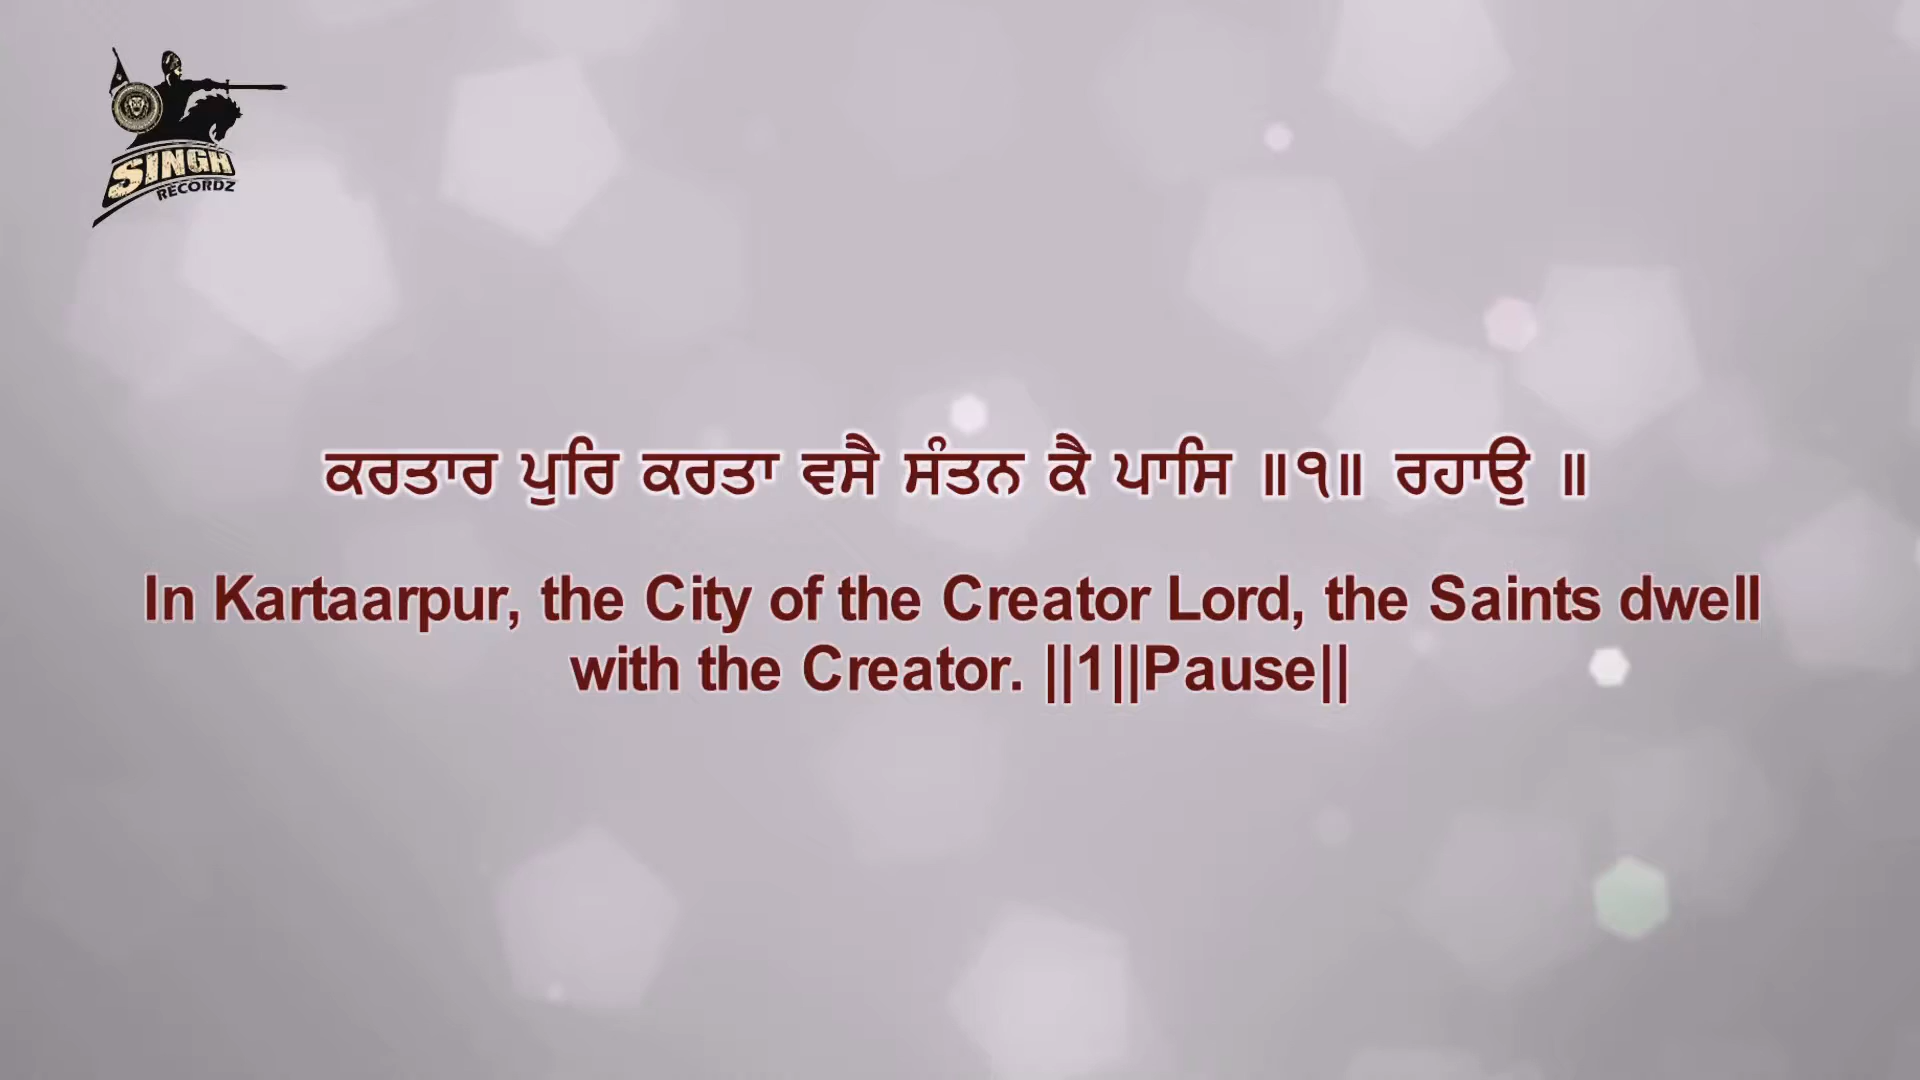 SINGH
RECORDZ
ਕਰਤਾਰ ਪੁਰਿ ਕਰਤਾ ਵਸੈ ਸੰਤਨ ਕੈ ਪਾਸਿ ॥੧॥ ਰਹਾਉ ॥
In Kartaarpur, the City of the Creator Lord, the Saints dwell
with the Creator. ||1||Pause||